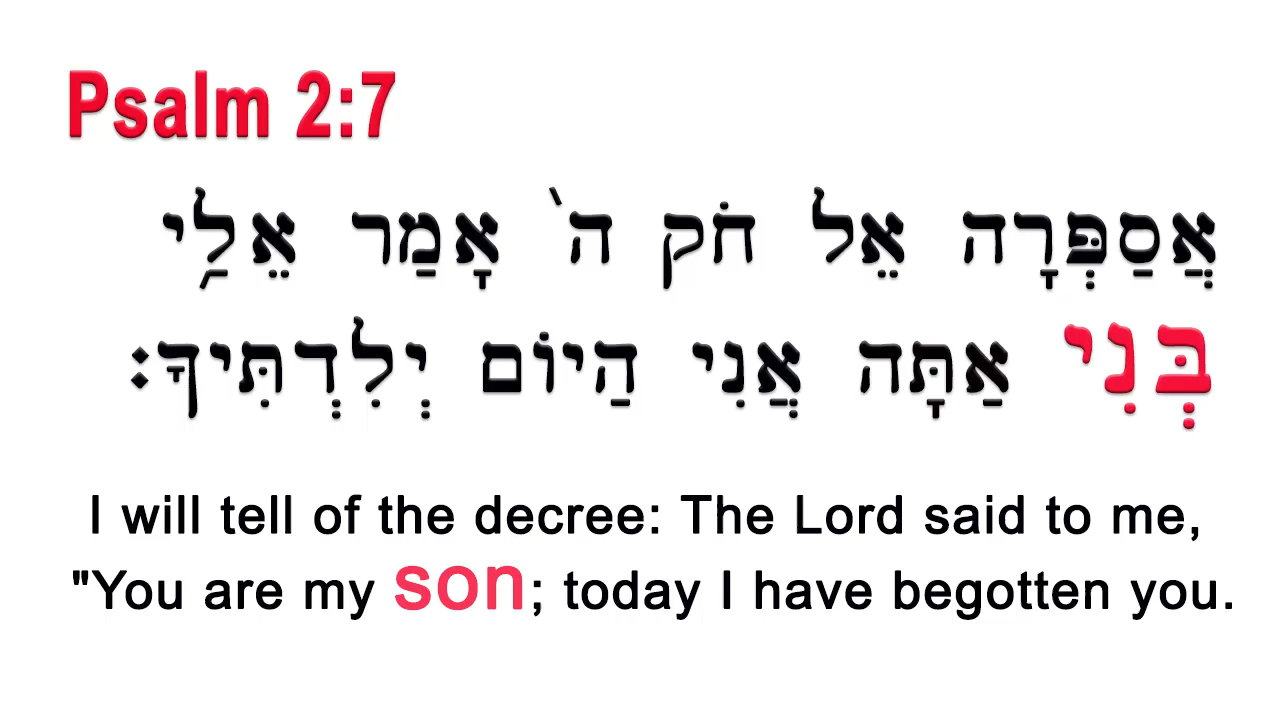 Psalm 2:7
אֲסַפְּרָה אֵל חֹק ה' אָמַר אֵלַי
בְּנִי אַתָּה אֲנִי הַיוֹם יְלִדְתִּיךָ:
I will tell of the decree: The Lord said to me,
"You are my son; today I have begotten you.